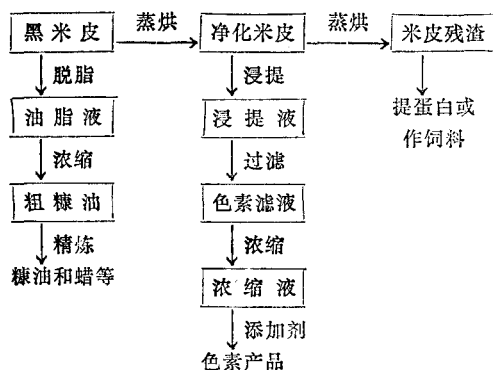 黑米皮 蒸烘 净化米皮 蒸烘 米皮残渣
脱脂 浸提 提蛋白或
油脂液 浸提液 作饲料
浓缩 过滤
粗糠油 色素滤液
精炼 浓缩
糠油和蜡等 浓缩液
添加剂
色素产品